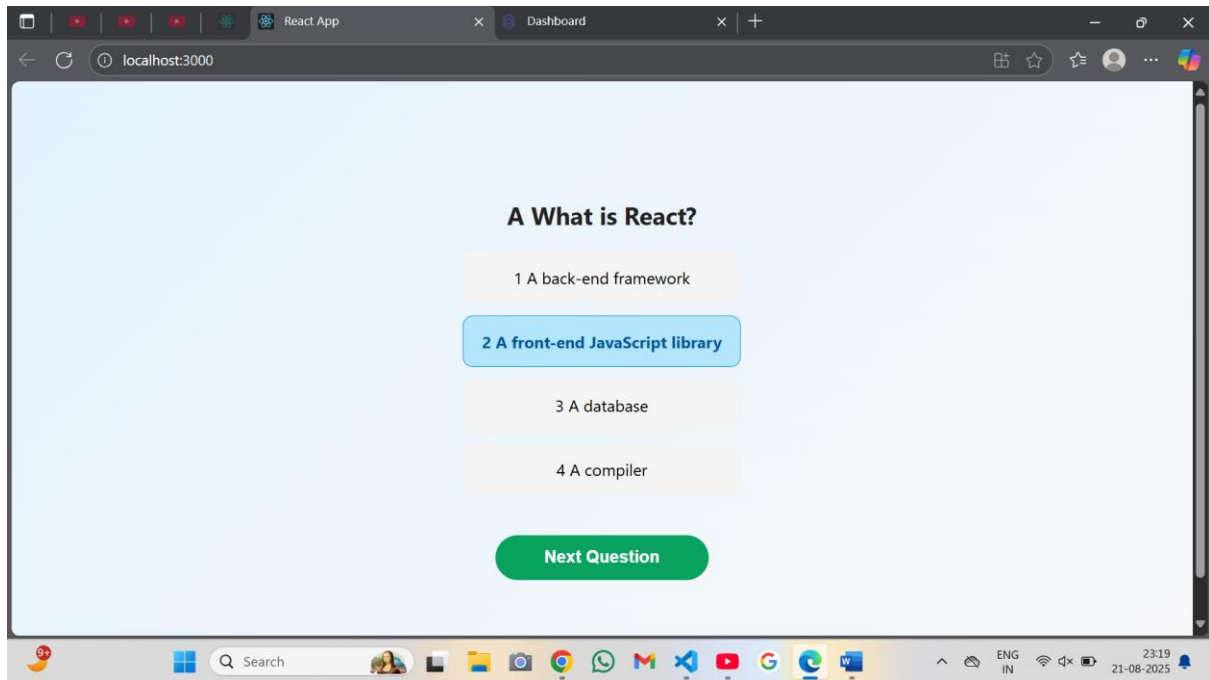 React App
Dashboard
localhost:3000
A What is React?
1 A back-end framework
2 A front-end JavaScript library
3 A database
4 A compiler
Next Question
9+
Search
ENG
IN
23:19
21-08-2025